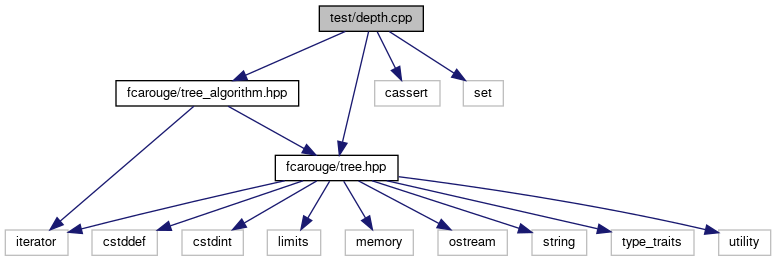 test/depth.cpp
fcarouge/tree_algorithm.hpp
cassert
set
fcarouge/tree.hpp
iterator
cstddef
cstdint
limits
memory
ostream
string
type_traits
utility